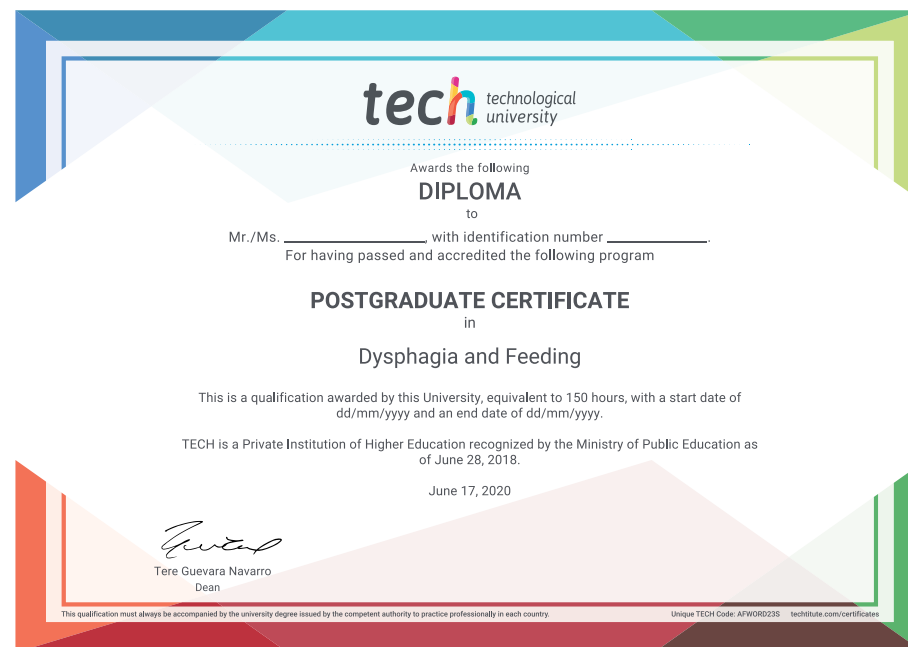 tech technological
university
Awards the following
DIPLOMA
to
Mr./Ms. ____________________, with identification number ______________.
For having passed and accredited the following program
POSTGRADUATE CERTIFICATE
in
Dysphagia and Feeding
This is a qualification awarded by this University, equivalent to 150 hours, with a start date of
dd/mm/yyyy and an end date of dd/mm/yyyy.
TECH is a Private Institution of Higher Education recognized by the Ministry of Public Education as
of June 28, 2018.
June 17, 2020
Tere Guevara Navarro
Dean
This qualification must always be accompanied by the university degree issued by the competent authority to practice professionally in each country.
Unique TECH Code: AFWORD23S techtitute.com/certificates